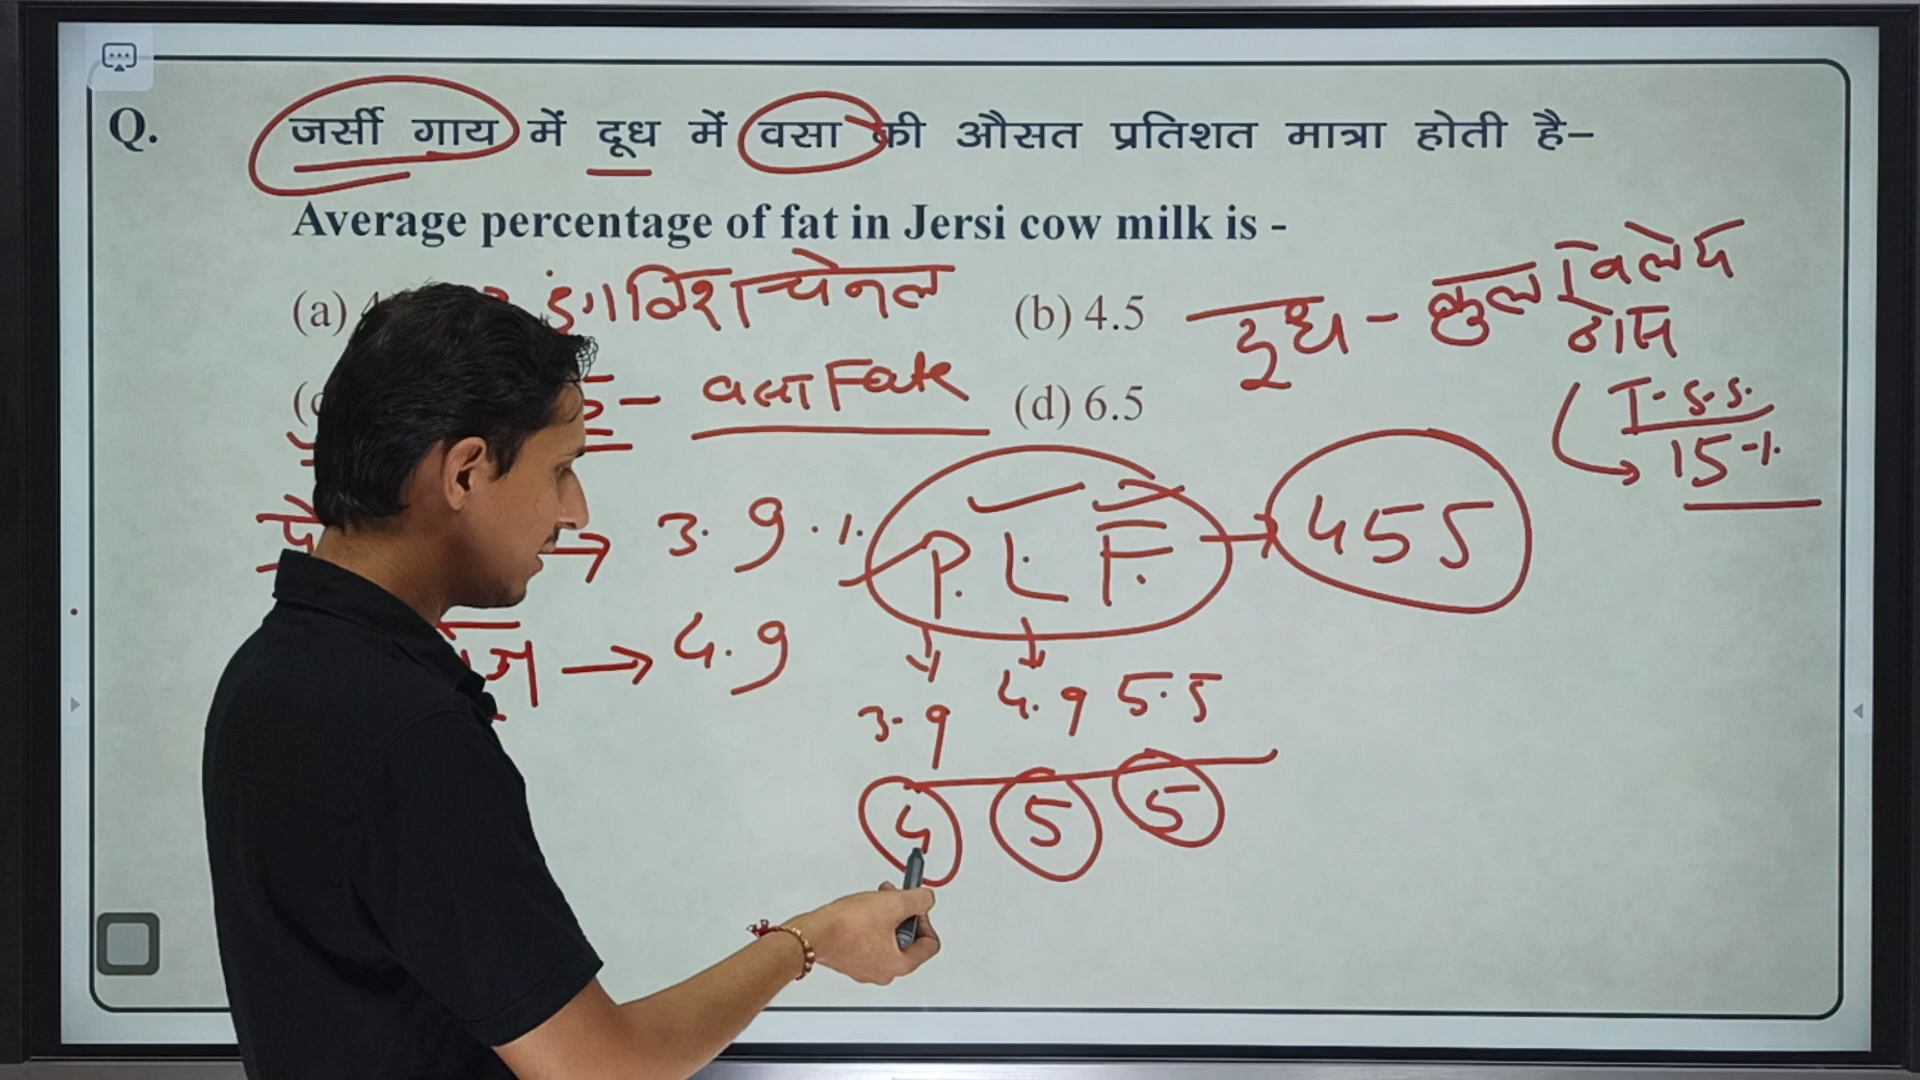 Q. जर्सी गाय में दूध में वसा की औसत प्रतिशत मात्रा होती है–
Average percentage of fat in Jersi cow milk is -
(a)
(b) 4.5
चेनल
दूध - कुल विलेय
ठोस
T.S.S.
15%
वसा Fat
(d) 6.5
3.9%
P. L. F. → 455
→ 4.9
3.9 4.9 5.5
4 5 5